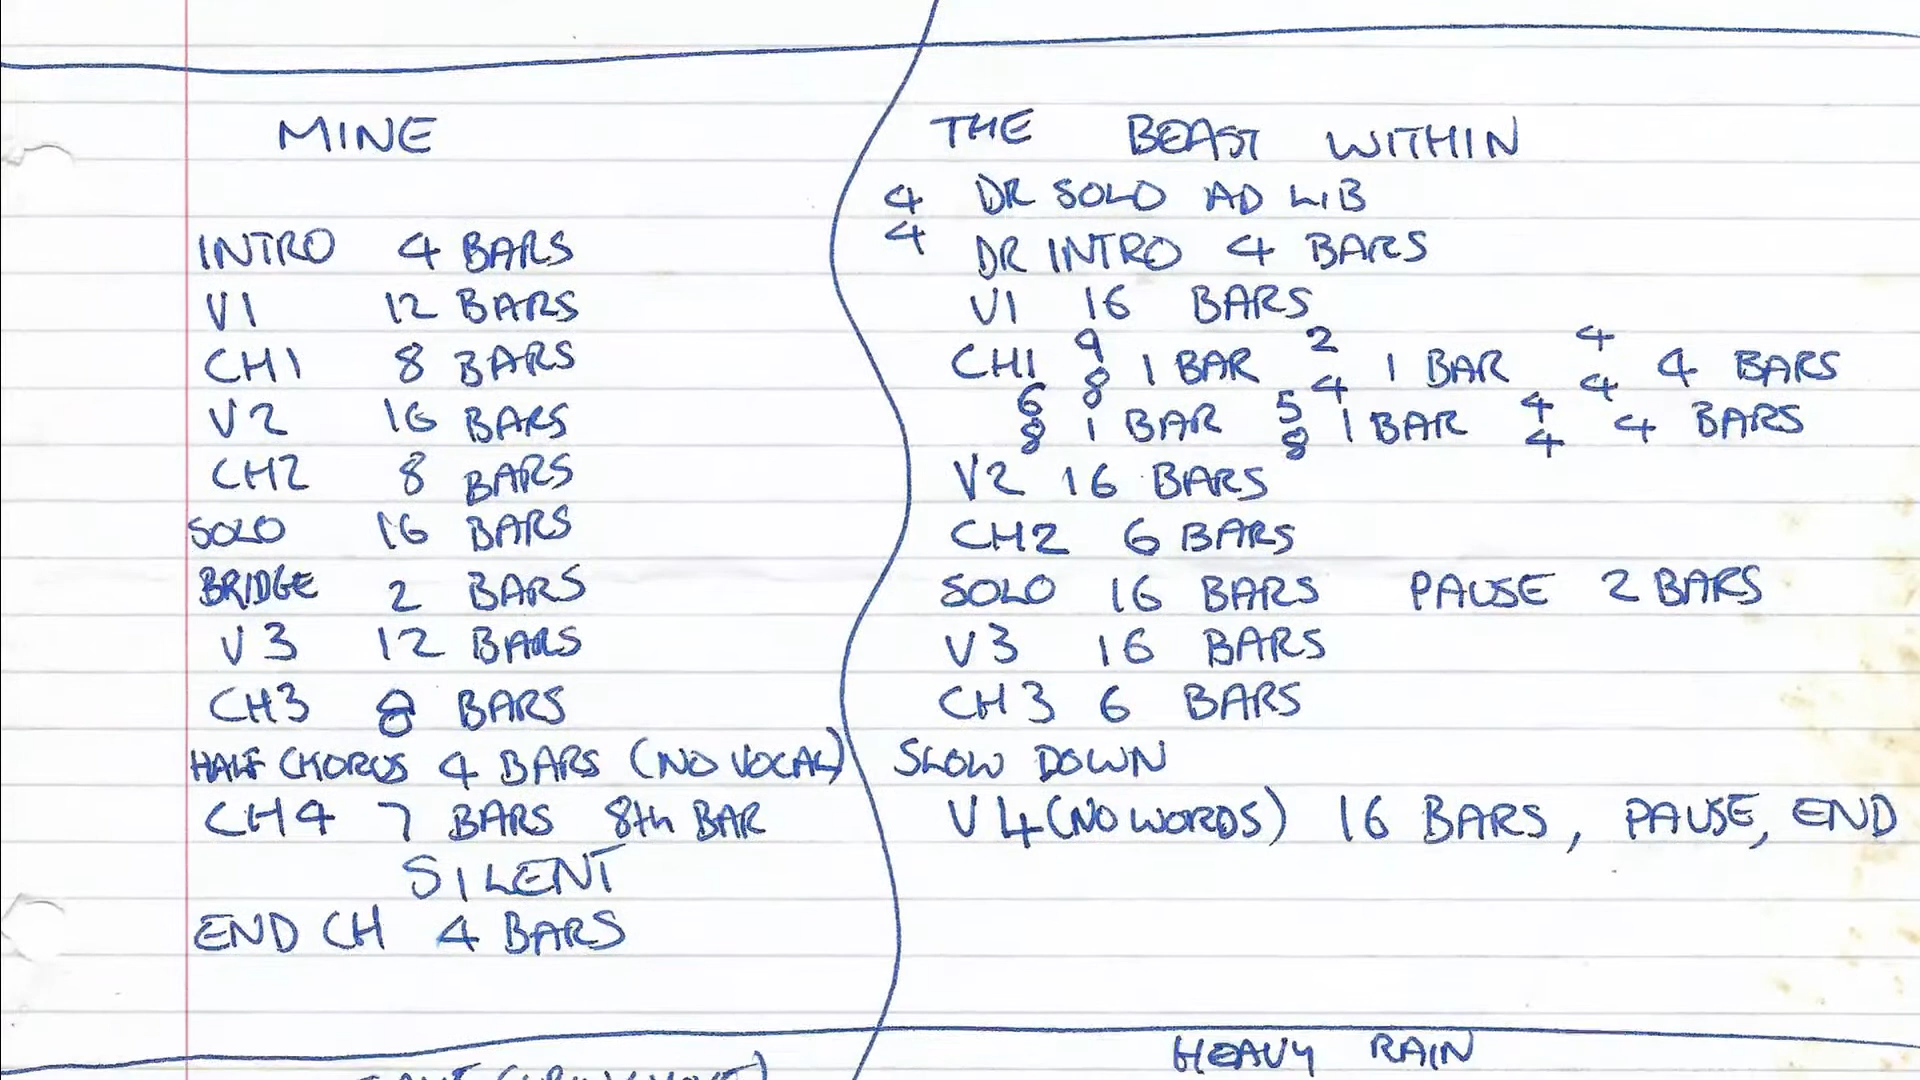 MINE
INTRO 4 BARS
V1 12 BARS
CH1 8 BARS
V2 16 BARS
CH2 8 BARS
SOLO 16 BARS
BRIDGE 2 BARS
V3 12 BARS
CH3 8 BARS
HALF CHORUS 4 BARS (NO VOCAL)
CH4 7 BARS 8th BAR
SILENT
END CH 4 BARS
THE BEAST WITHIN
4/4 DR SOLO AD LIB
DR INTRO 4 BARS
V1 16 BARS
CH1 9/8 1 BAR 2/4 1 BAR 4/4 4 BARS
6/8 1 BAR 5/8 1 BAR 4/4 4 BARS
V2 16 BARS
CH2 6 BARS
SOLO 16 BARS PAUSE 2 BARS
V3 16 BARS
CH3 6 BARS
SLOW DOWN
V4 (NO WORDS) 16 BARS, PAUSE, END
HEAVY RAIN